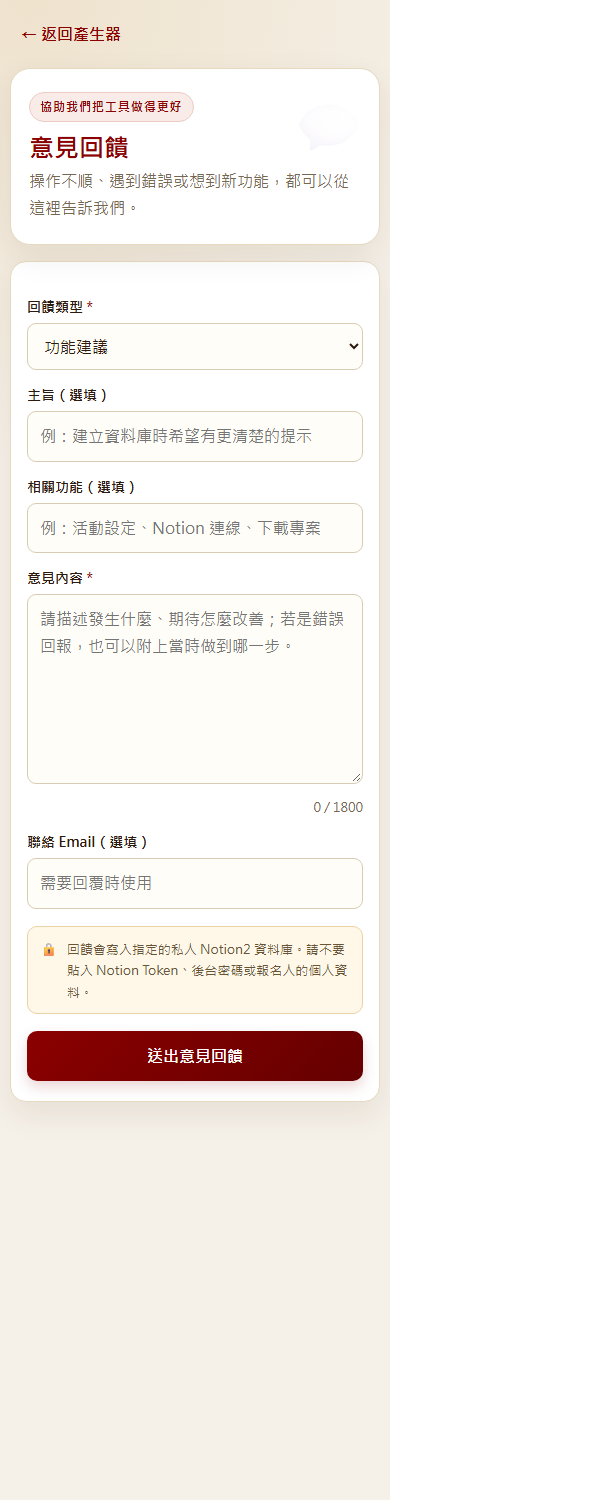 ← 返回產生器
協助我們把工具做得更好
意見回饋
操作不順、遇到錯誤或想到新功能，都可以從
這裡告訴我們。
回饋類型 *
功能建議
主旨（選填）
例：建立資料庫時希望有更清楚的提示
相關功能（選填）
例：活動設定、Notion 連線、下載專案
意見內容 *
請描述發生什麼、期待怎麼改善；若是錯誤
回報，也可以附上當時做到哪一步。
0 / 1800
聯絡 Email（選填）
需要回覆時使用
回饋會寫入指定的私人 Notion2 資料庫。請不要
貼入 Notion Token、後台密碼或報名人的個人資
料。
送出意見回饋